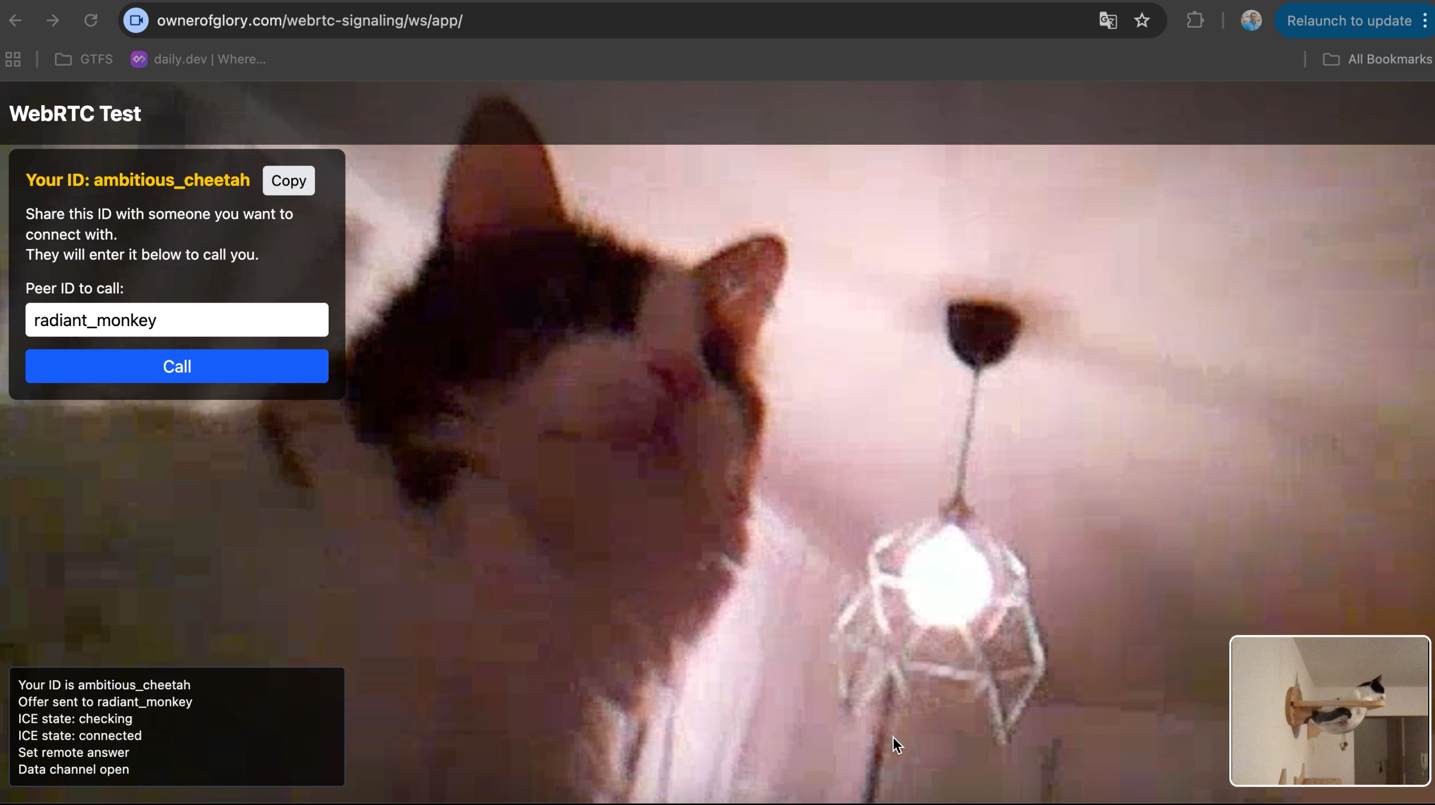 ownerofglory.com/webrtc-signaling/ws/app/
Relaunch to update
GTFS
daily.dev | Where...
All Bookmarks
WebRTC Test
Your ID: ambitious_cheetah
Copy
Share this ID with someone you want to
connect with.
They will enter it below to call you.
Peer ID to call:
radiant_monkey
Call
Your ID is ambitious_cheetah
Offer sent to radiant_monkey
ICE state: checking
ICE state: connected
Set remote answer
Data channel open